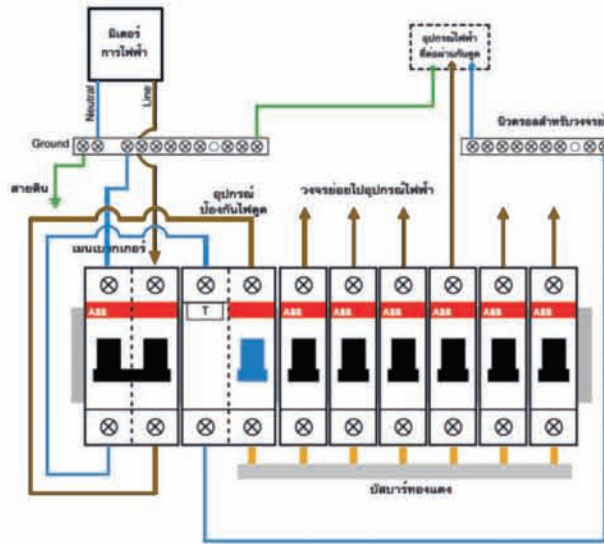 มิเตอร์
การไฟฟ้า
Neutral
Line
อุปกรณ์ไฟฟ้า
ที่ต่อผ่านกันดูด
Ground
นิวตรอลสำหรับวงจรย่อย
สายดิน
อุปกรณ์
ป้องกันไฟดูด
วงจรย่อยไปอุปกรณ์ไฟฟ้า
เมนเบรกเกอร์
ABB
T
ABB
ABB
ABB
ABB
ABB
ABB
บัสบาร์ทองแดง